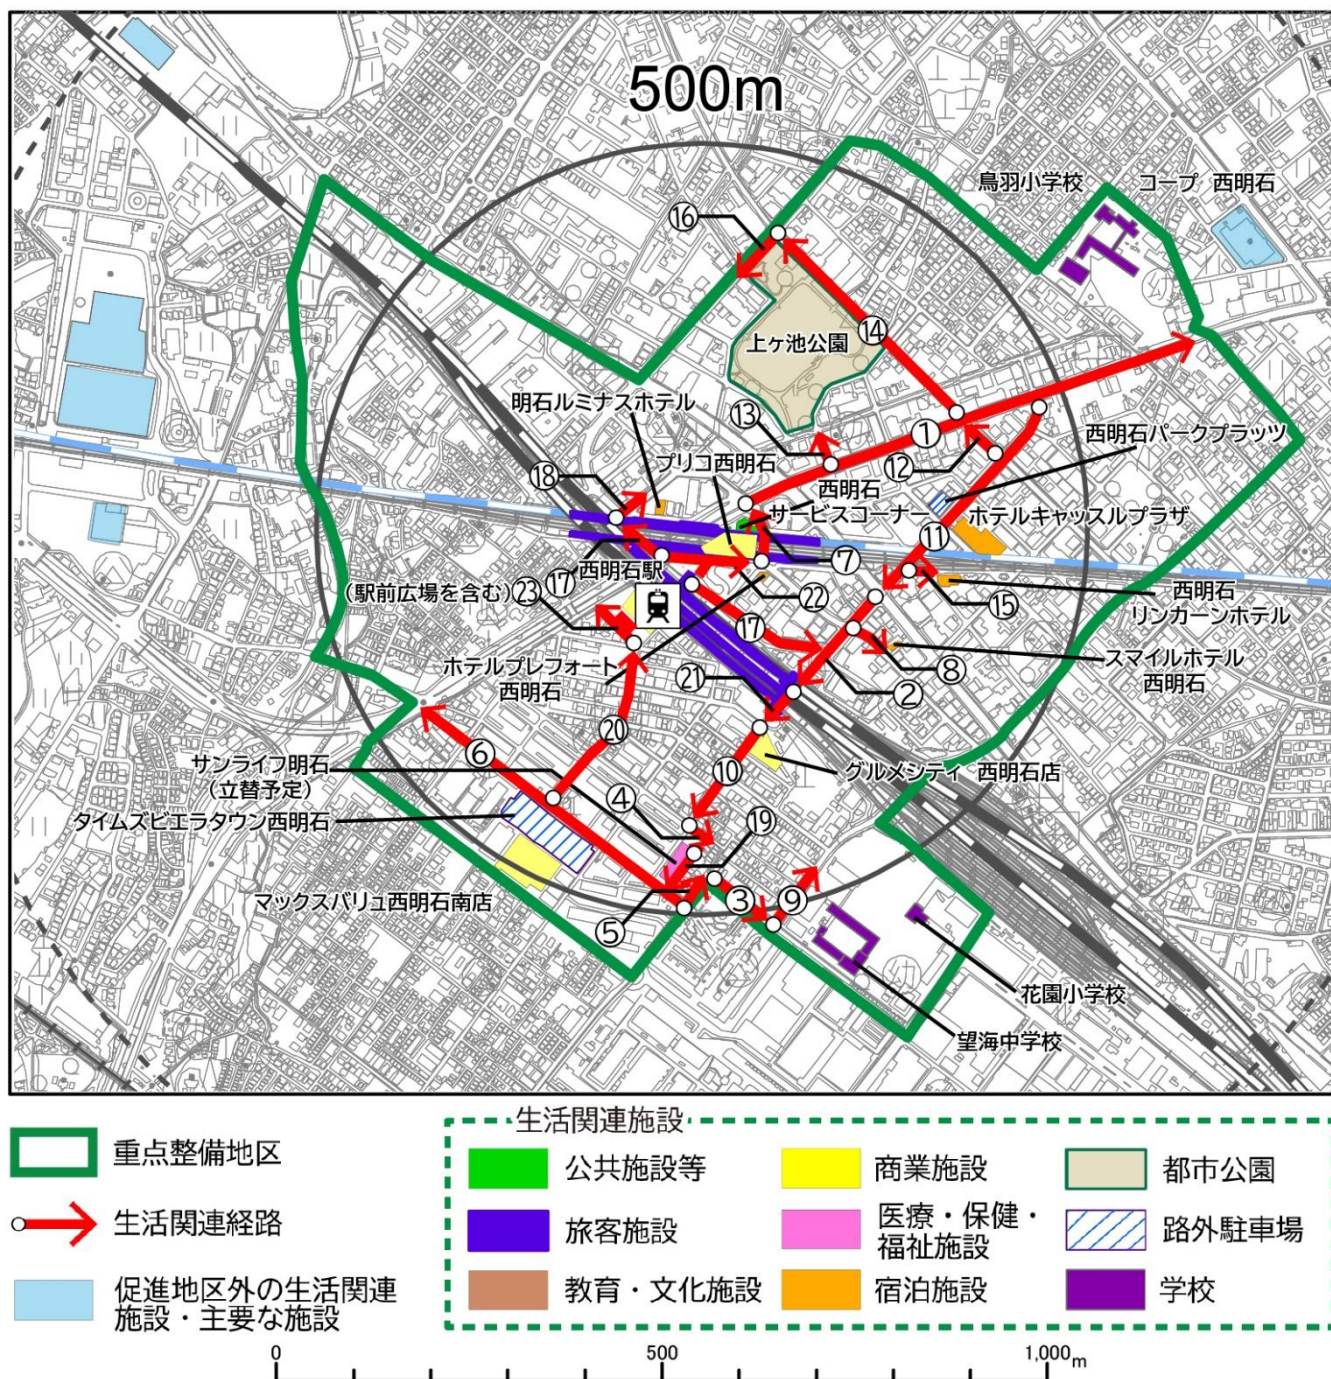 500m
鳥羽小学校
コープ 西明石
⑯
⑭
上ヶ池公園
明石ルミナスホテル
⑬
①
西明石パークプラッツ
⑫
プリコ西明石
⑱
西明石
サービスコーナー
ホテルキャッスルプラザ
⑪
⑦
西明石駅
(駅前広場を含む)
⑰
㉓
㉒
⑮
西明石
リンカーンホテル
⑰
ホテルプレフォート
西明石
㉑
②
⑧
スマイルホテル
西明石
⑳
⑥
サンライフ明石
(立替予定)
⑩
グルメシティ 西明石店
④
タイムズビエラタウン西明石
⑲
マックスバリュ西明石南店
⑤
③
⑨
幼
花園小学校
望海中学校
重点整備地区
生活関連経路
促進地区外の生活関連
施設・主要な施設
生活関連施設
公共施設等
商業施設
都市公園
旅客施設
医療・保健・
福祉施設
路外駐車場
教育・文化施設
宿泊施設
学校
0 500 1,000m